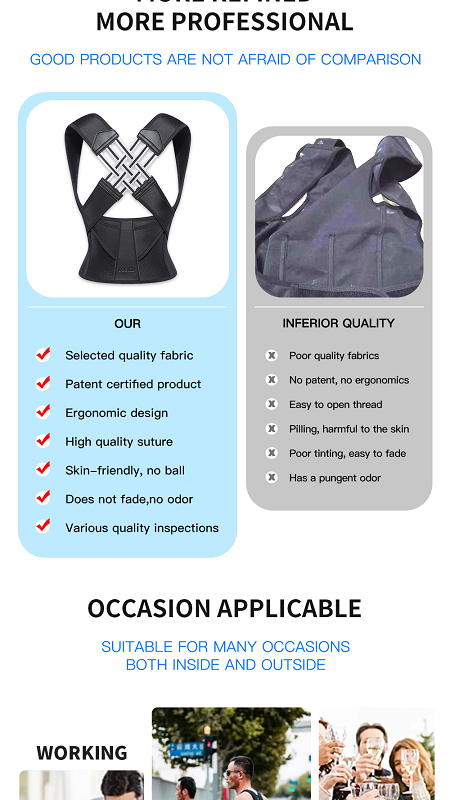 MORE REFINED
MORE PROFESSIONAL
GOOD PRODUCTS ARE NOT AFRAID OF COMPARISON
OUR
Selected quality fabric
Patent certified product
Ergonomic design
High quality suture
Skin-friendly, no ball
Does not fade,no odor
Various quality inspections
INFERIOR QUALITY
Poor quality fabrics
No patent, no ergonomics
Easy to open thread
Pilling, harmful to the skin
Poor tinting, easy to fade
Has a pungent odor
OCCASION APPLICABLE
SUITABLE FOR MANY OCCASIONS
BOTH INSIDE AND OUTSIDE
WORKING